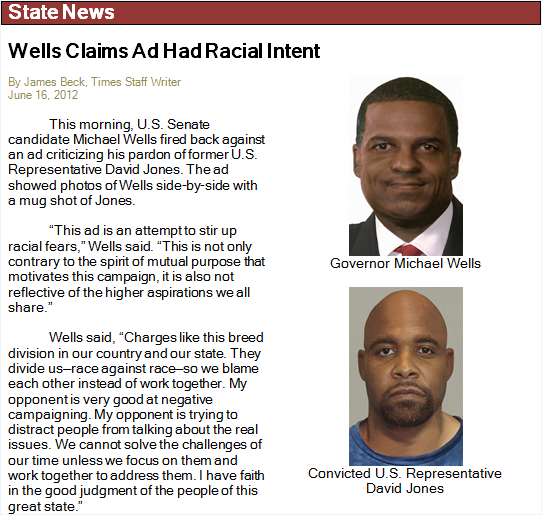 State News
Wells Claims Ad Had Racial Intent
By James Beck, Times Staff Writer
June 16, 2012
This morning, U.S. Senate
candidate Michael Wells fired back against
an ad criticizing his pardon of former U.S.
Representative David Jones. The ad
showed photos of Wells side-by-side with
a mug shot of Jones.
“This ad is an attempt to stir up
racial fears,” Wells said. “This is not only
contrary to the spirit of mutual purpose that
motivates this campaign, it is also not
reflective of the higher aspirations we all
share.”
Wells said, “Charges like this breed
division in our country and our state. They
divide us—race against race—so we blame
each other instead of work together. My
opponent is very good at negative
campaigning. My opponent is trying to
distract people from talking about the real
issues. We cannot solve the challenges of
our time unless we focus on them and
work together to address them. I have faith
in the good judgment of the people of this
great state.”
Governor Michael Wells
Convicted U.S. Representative
David Jones